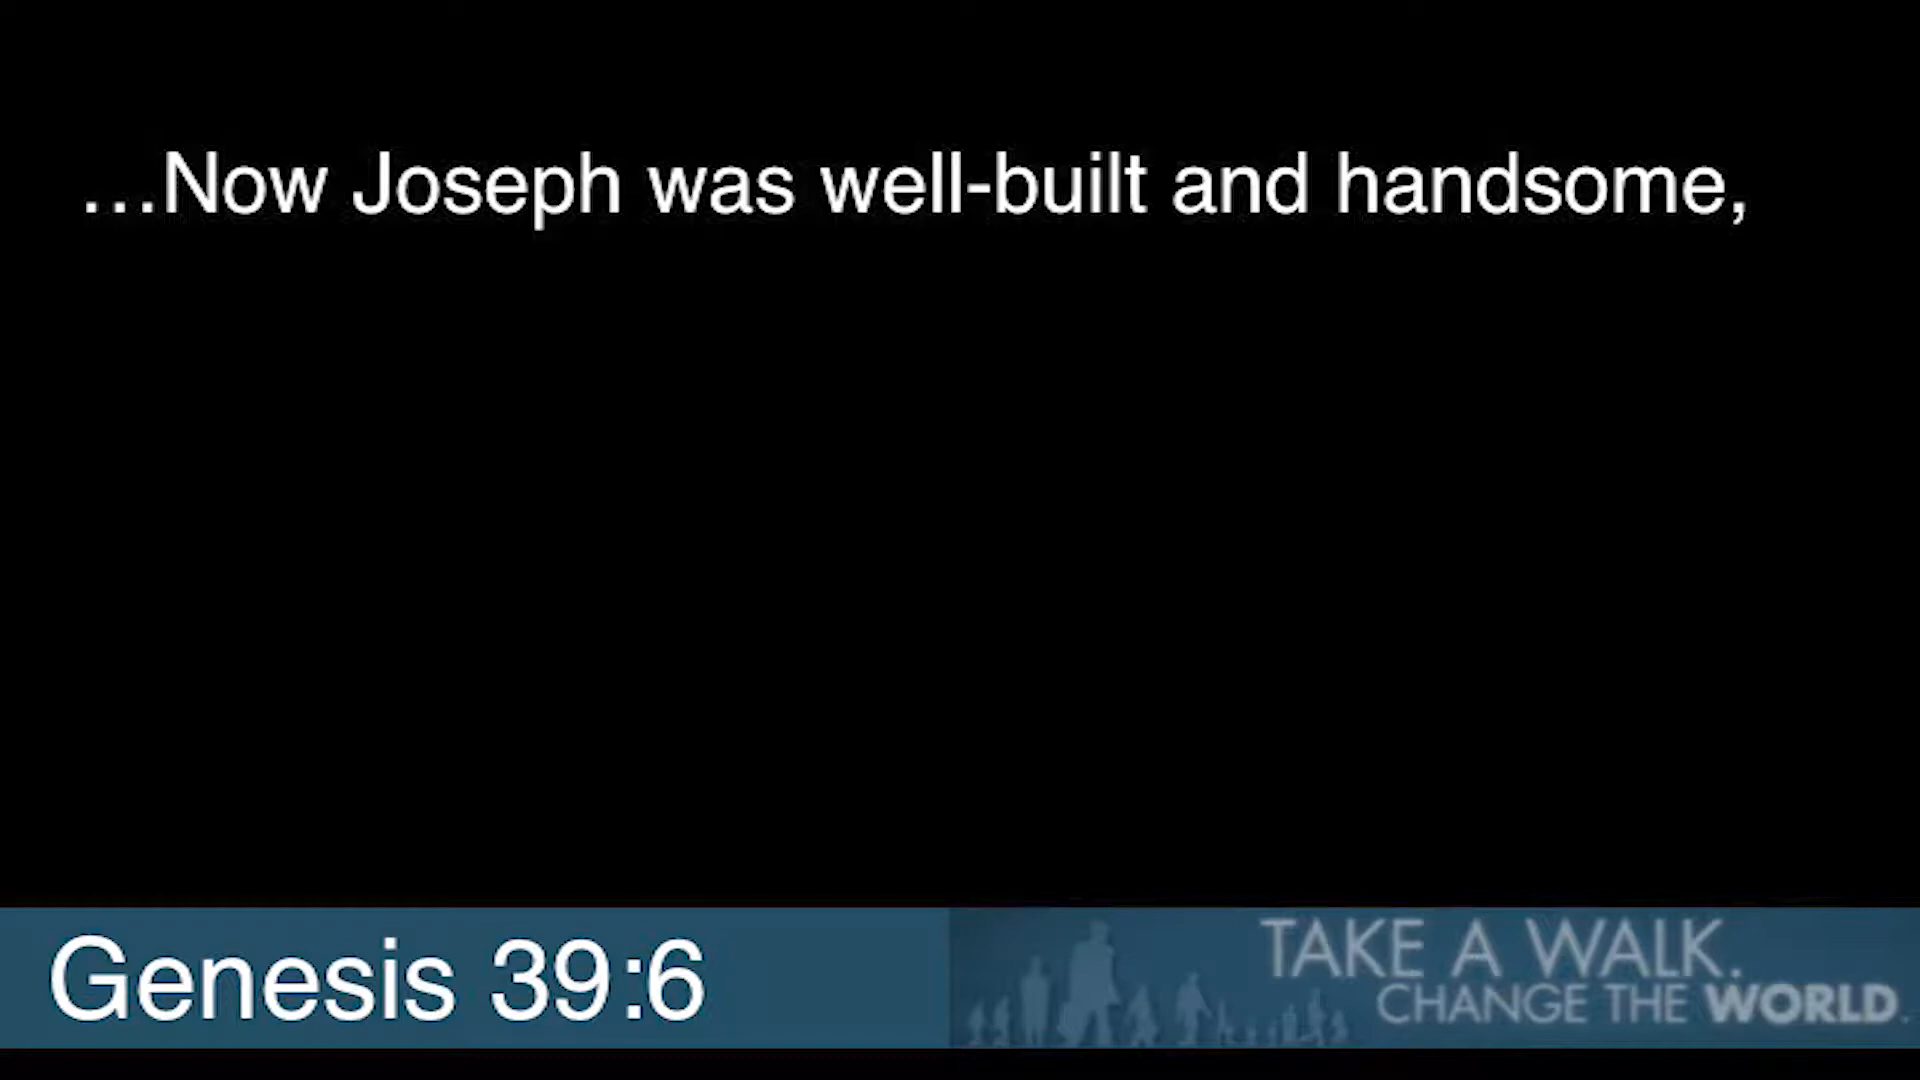 …Now Joseph was well-built and handsome,
Genesis 39:6
TAKE A WALK.
CHANGE THE WORLD.